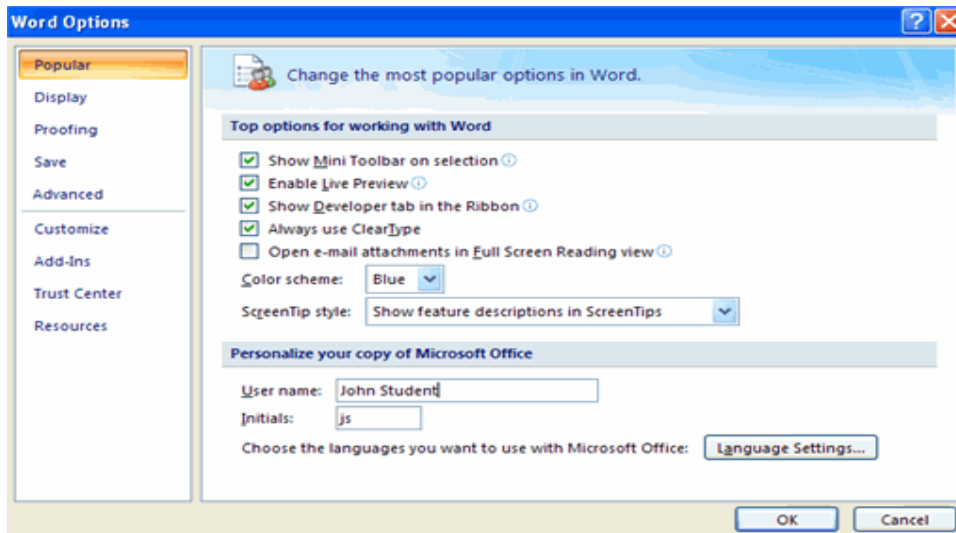 Word Options
Popular
Display
Proofing
Save
Advanced
Customize
Add-Ins
Trust Center
Resources
Change the most popular options in Word.
Top options for working with Word
Show Mini Toolbar on selection
Enable Live Preview
Show Developer tab in the Ribbon
Always use ClearType
Open e-mail attachments in Full Screen Reading view
Color scheme: Blue
ScreenTip style: Show feature descriptions in ScreenTips
Personalize your copy of Microsoft Office
User name: John Student
Initials: js
Choose the languages you want to use with Microsoft Office: Language Settings...
OK Cancel